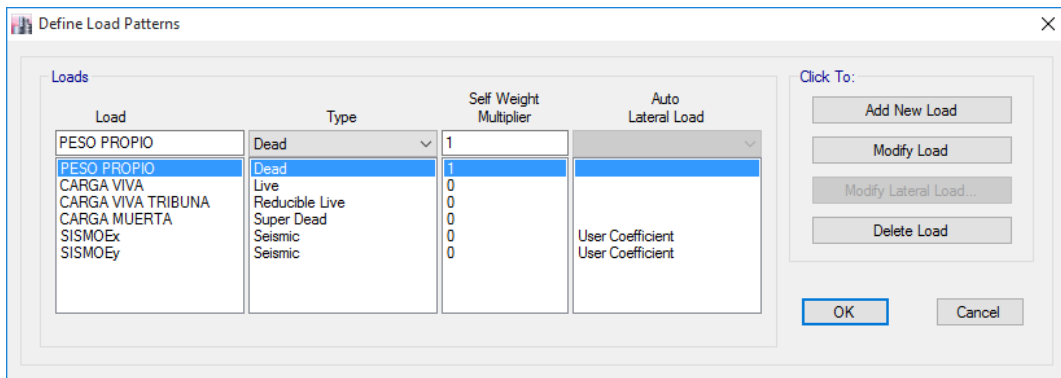 Define Load Patterns
Loads
Click To:
Load Type Self Weight Multiplier Auto Lateral Load
PESO PROPIO Dead 1
PESO PROPIO Dead 1
CARGA VIVA Live 0
CARGA VIVA TRIBUNA Reducible Live 0
CARGA MUERTA Super Dead 0
SISMOEx Seismic 0 User Coefficient
SISMOEy Seismic 0 User Coefficient
Add New Load
Modify Load
Modify Lateral Load...
Delete Load
OK
Cancel